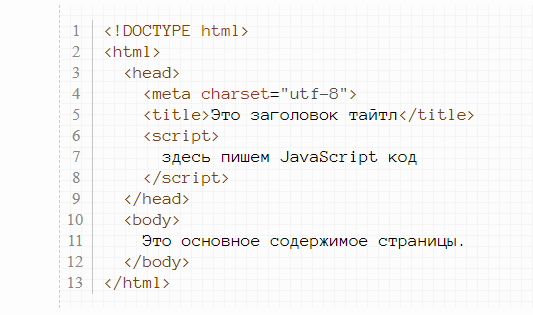 1 <!DOCTYPE html>
2 <html>
3 <head>
4 <meta charset="utf-8">
5 <title>Это заголовок тайтл</title>
6 <script>
7 здесь пишем JavaScript код
8 </script>
9 </head>
10 <body>
11 Это основное содержимое страницы.
12 </body>
13 </html>